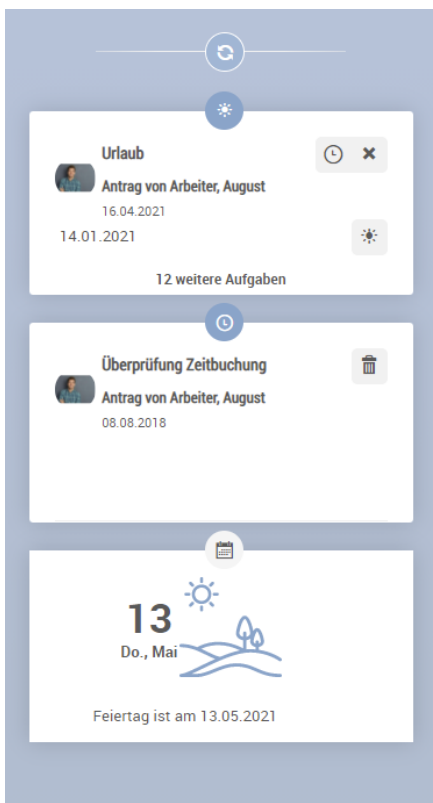 Urlaub
Antrag von Arbeiter, August
16.04.2021
14.01.2021
12 weitere Aufgaben
Überprüfung Zeitbuchung
Antrag von Arbeiter, August
08.08.2018
13
Do., Mai
Feiertag ist am 13.05.2021